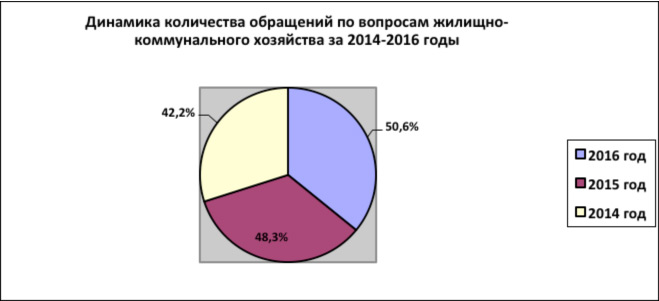 Динамика количества обращений по вопросам жилищно-
коммунального хозяйства за 2014-2016 годы
42,2%
50,6%
48,3%
2016 год
2015 год
2014 год